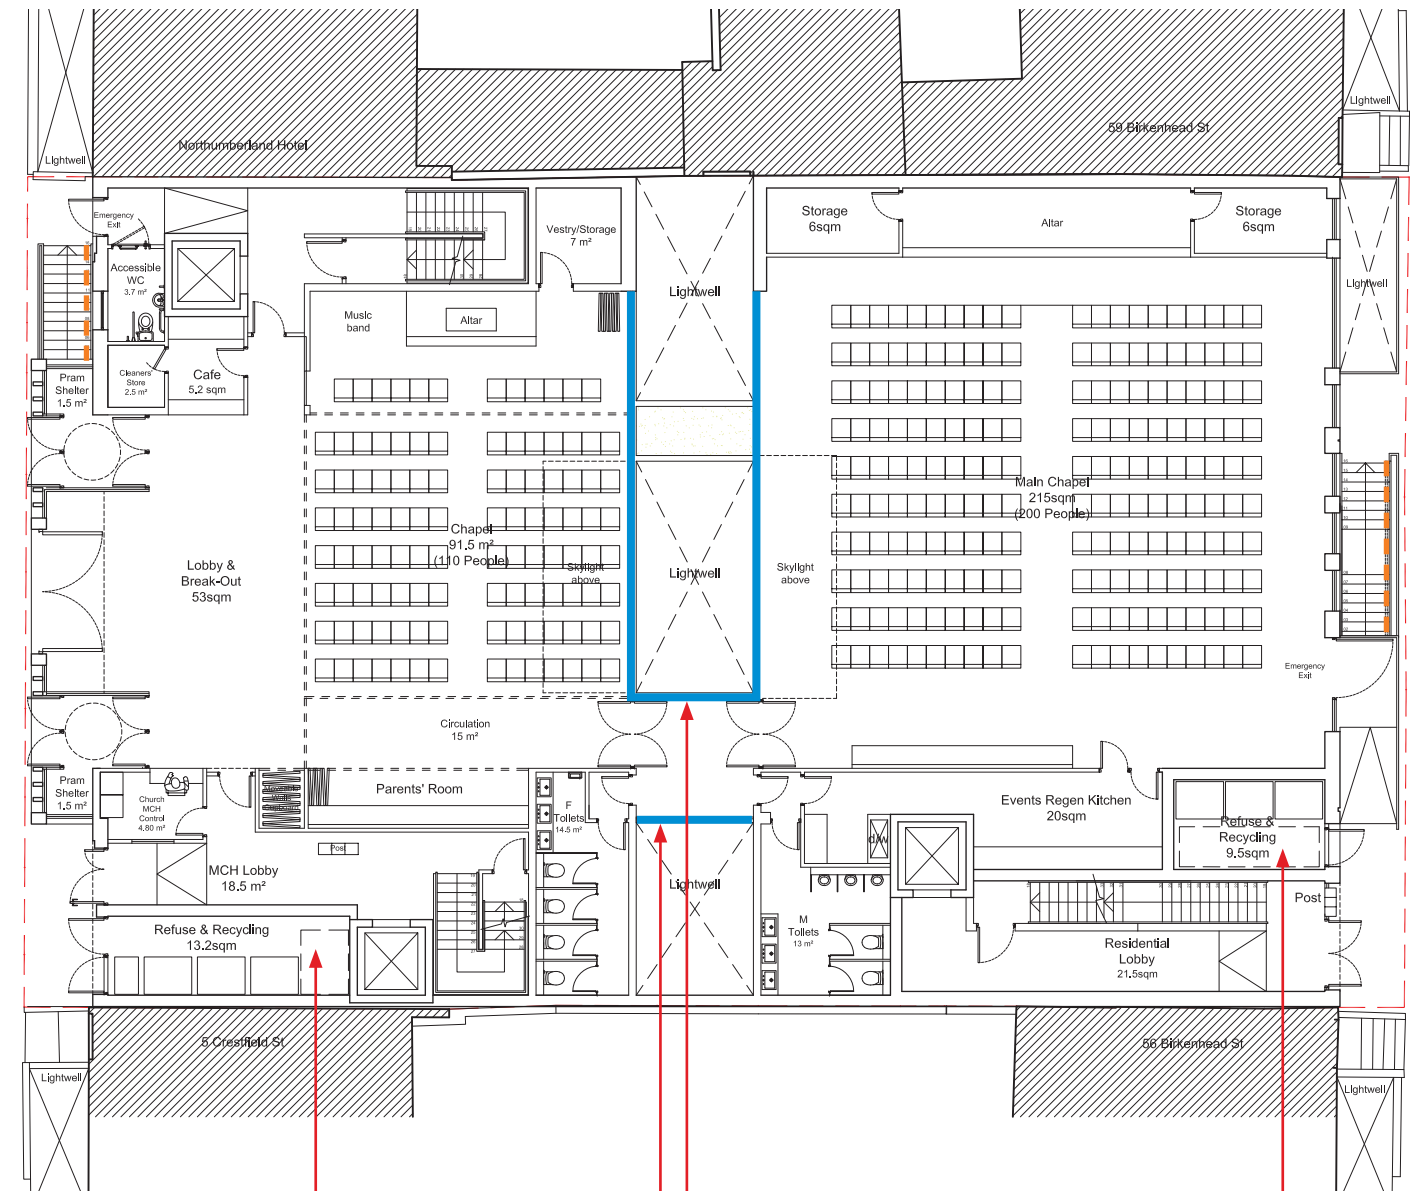 Lightwell
Northumberland Hotel
59 Birkenhead St
Lightwell
Emergency
Exit
Accessible
WC
3.7 m²
Vestry/Storage
7 m²
Lightwell
Storage
6sqm
Altar
Storage
6sqm
Lightwell
Music
band
Altar
Pram
Shelter
1.5 m²
Cleaners'
Store
2.5 m²
Cafe
5.2 sqm
Lobby &
Break-Out
53sqm
Chapel
91.5 m²
(110 People)
Skylight
above
Lightwell
Skylight
above
Main Chapel
215sqm
(200 People)
Emergency
Exit
Circulation
15 m²
Pram
Shelter
1.5 m²
Church
MCH
Control
4.80 m²
Parents' Room
F
Toilets
14.5 m²
Events Regen Kitchen
20sqm
Refuse &
Recycling
9.5sqm
d/w
Post
MCH Lobby
18.5 m²
Lightwell
Post
Refuse & Recycling
13.2sqm
M
Toilets
13 m²
Residential
Lobby
21.5sqm
5 Crestfield St
56 Birkenhead St
Lightwell
Lightwell